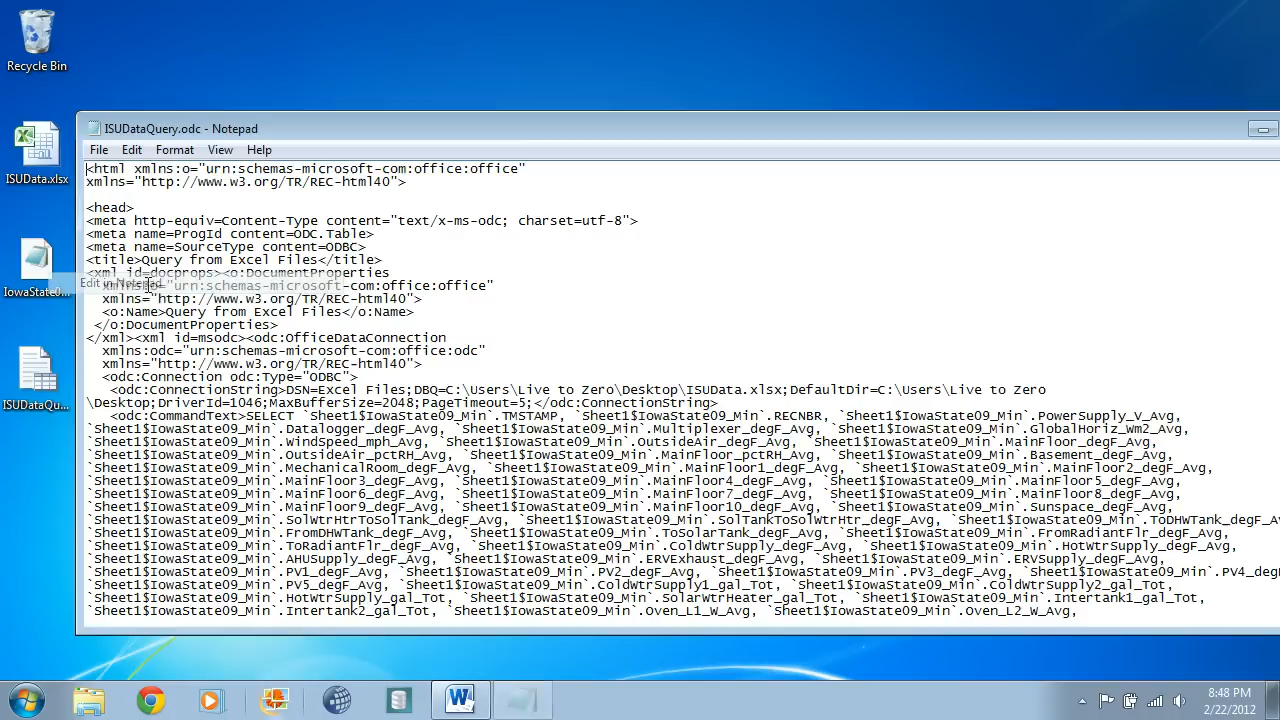 Recycle Bin
ISUData.xlsx
IowaState0...
ISUDataQu...
ISUDataQuery.odc - Notepad
File Edit Format View Help
<html xmlns:o="urn:schemas-microsoft-com:office:office"
xmlns="http://www.w3.org/TR/REC-html40">
<head>
<meta http-equiv=Content-Type content="text/x-ms-odc; charset=utf-8">
<meta name=ProgId content=ODC.Table>
<meta name=SourceType content=ODBC>
<title>Query from Excel Files</title>
<xml id=docprops><o:DocumentProperties
Edit in Notepad
xmlns:o="urn:schemas-microsoft-com:office:office"
xmlns="http://www.w3.org/TR/REC-html40">
<o:Name>Query from Excel Files</o:Name>
</o:DocumentProperties>
</xml><xml id=msodc><odc:OfficeDataConnection
xmlns:odc="urn:schemas-microsoft-com:office:odc"
xmlns="http://www.w3.org/TR/REC-html40">
<odc:Connection odc:Type="ODBC">
<odc:ConnectionString>DSN=Excel Files;DBQ=C:\Users\Live to Zero\Desktop\ISUData.xlsx;DefaultDir=C:\Users\Live to Zero
\Desktop;DriverId=1046;MaxBufferSize=2048;PageTimeout=5;</odc:ConnectionString>
<odc:CommandText>SELECT `Sheet1$IowaState09_Min`.TMSTAMP, `Sheet1$IowaState09_Min`.RECNBR, `Sheet1$IowaState09_Min`.PowerSupply_V_Avg,
`Sheet1$IowaState09_Min`.Datalogger_degF_Avg, `Sheet1$IowaState09_Min`.Multiplexer_degF_Avg, `Sheet1$IowaState09_Min`.GlobalHoriz_Wm2_Avg,
`Sheet1$IowaState09_Min`.WindSpeed_mph_Avg, `Sheet1$IowaState09_Min`.OutsideAir_degF_Avg, `Sheet1$IowaState09_Min`.MainFloor_degF_Avg,
`Sheet1$IowaState09_Min`.OutsideAir_pctRH_Avg, `Sheet1$IowaState09_Min`.MainFloor_pctRH_Avg, `Sheet1$IowaState09_Min`.Basement_degF_Avg,
`Sheet1$IowaState09_Min`.MechanicalRoom_degF_Avg, `Sheet1$IowaState09_Min`.MainFloor1_degF_Avg, `Sheet1$IowaState09_Min`.MainFloor2_degF_Avg,
`Sheet1$IowaState09_Min`.MainFloor3_degF_Avg, `Sheet1$IowaState09_Min`.MainFloor4_degF_Avg, `Sheet1$IowaState09_Min`.MainFloor5_degF_Avg,
`Sheet1$IowaState09_Min`.MainFloor6_degF_Avg, `Sheet1$IowaState09_Min`.MainFloor7_degF_Avg, `Sheet1$IowaState09_Min`.MainFloor8_degF_Avg,
`Sheet1$IowaState09_Min`.MainFloor9_degF_Avg, `Sheet1$IowaState09_Min`.MainFloor10_degF_Avg, `Sheet1$IowaState09_Min`.Sunspace_degF_Avg,
`Sheet1$IowaState09_Min`.SolWtrHtrToSolTank_degF_Avg, `Sheet1$IowaState09_Min`.SolTankToSolWtrHtr_degF_Avg, `Sheet1$IowaState09_Min`.ToDHWTank_degF_A
`Sheet1$IowaState09_Min`.FromDHWTank_degF_Avg, `Sheet1$IowaState09_Min`.ToSolarTank_degF_Avg, `Sheet1$IowaState09_Min`.FromRadiantFlr_degF_Avg,
`Sheet1$IowaState09_Min`.ToRadiantFlr_degF_Avg, `Sheet1$IowaState09_Min`.ColdWtrSupply_degF_Avg, `Sheet1$IowaState09_Min`.HotWtrSupply_degF_Avg,
`Sheet1$IowaState09_Min`.AHUSupply_degF_Avg, `Sheet1$IowaState09_Min`.ERVExhaust_degF_Avg, `Sheet1$IowaState09_Min`.ERVSupply_degF_Avg,
`Sheet1$IowaState09_Min`.PV1_degF_Avg, `Sheet1$IowaState09_Min`.PV2_degF_Avg, `Sheet1$IowaState09_Min`.PV3_degF_Avg, `Sheet1$IowaState09_Min`.PV4_deg
`Sheet1$IowaState09_Min`.PV5_degF_Avg, `Sheet1$IowaState09_Min`.ColdWtrSupply1_gal_Tot, `Sheet1$IowaState09_Min`.ColdWtrSupply2_gal_Tot,
`Sheet1$IowaState09_Min`.HotWtrSupply_gal_Tot, `Sheet1$IowaState09_Min`.SolarWtrHeater_gal_Tot, `Sheet1$IowaState09_Min`.Intertank1_gal_Tot,
`Sheet1$IowaState09_Min`.Intertank2_gal_Tot, `Sheet1$IowaState09_Min`.Oven_L1_W_Avg, `Sheet1$IowaState09_Min`.Oven_L2_W_Avg,
8:48 PM
2/22/2012